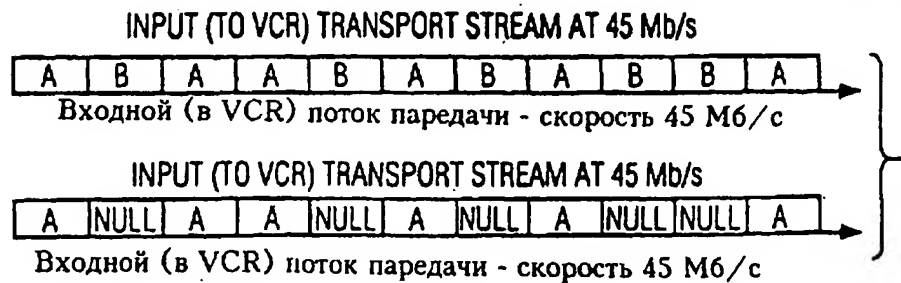 INPUT (TO VCR) TRANSPORT STREAM AT 45 Mb/s
A B A A B A B A B B A
Входной (в VCR) поток паредачи - скорость 45 Мб/с
INPUT (TO VCR) TRANSPORT STREAM AT 45 Mb/s
A NULL A A NULL A NULL A NULL NULL A
Входной (в VCR) поток паредачи - скорость 45 Мб/с